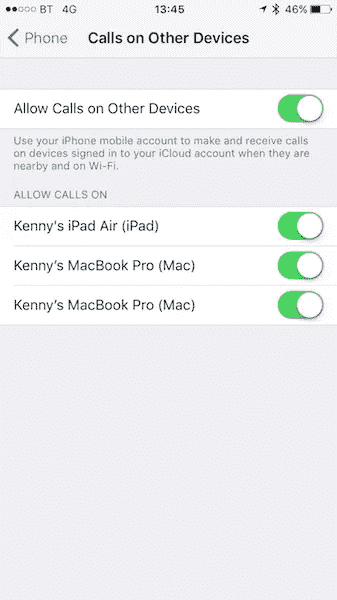 BT 4G 13:45 46%
Phone Calls on Other Devices
Allow Calls on Other Devices
Use your iPhone mobile account to make and receive calls
on devices signed in to your iCloud account when they are
nearby and on Wi-Fi.
ALLOW CALLS ON
Kenny's iPad Air (iPad)
Kenny’s MacBook Pro (Mac)
Kenny’s MacBook Pro (Mac)